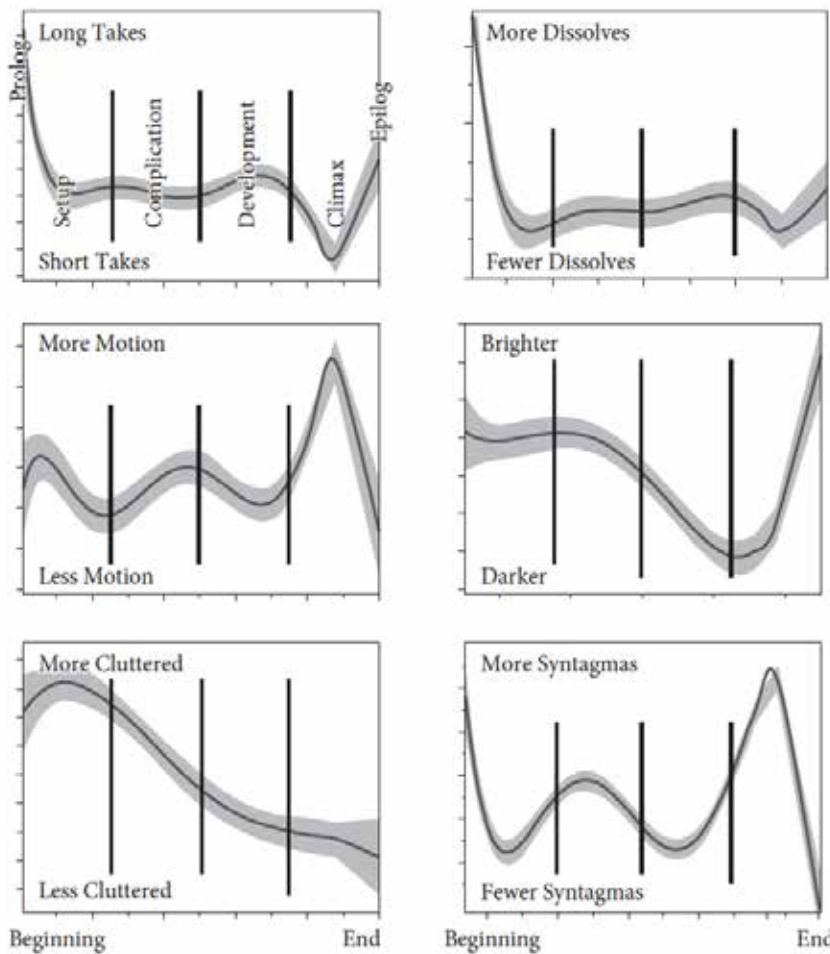 Long Takes
Prolog
Setup
Complication
Development
Climax
Epilog
Short Takes
More Dissolves
Fewer Dissolves
More Motion
Less Motion
Brighter
Darker
More Cluttered
Less Cluttered
Beginning
End
More Syntagmas
Fewer Syntagmas
Beginning
End